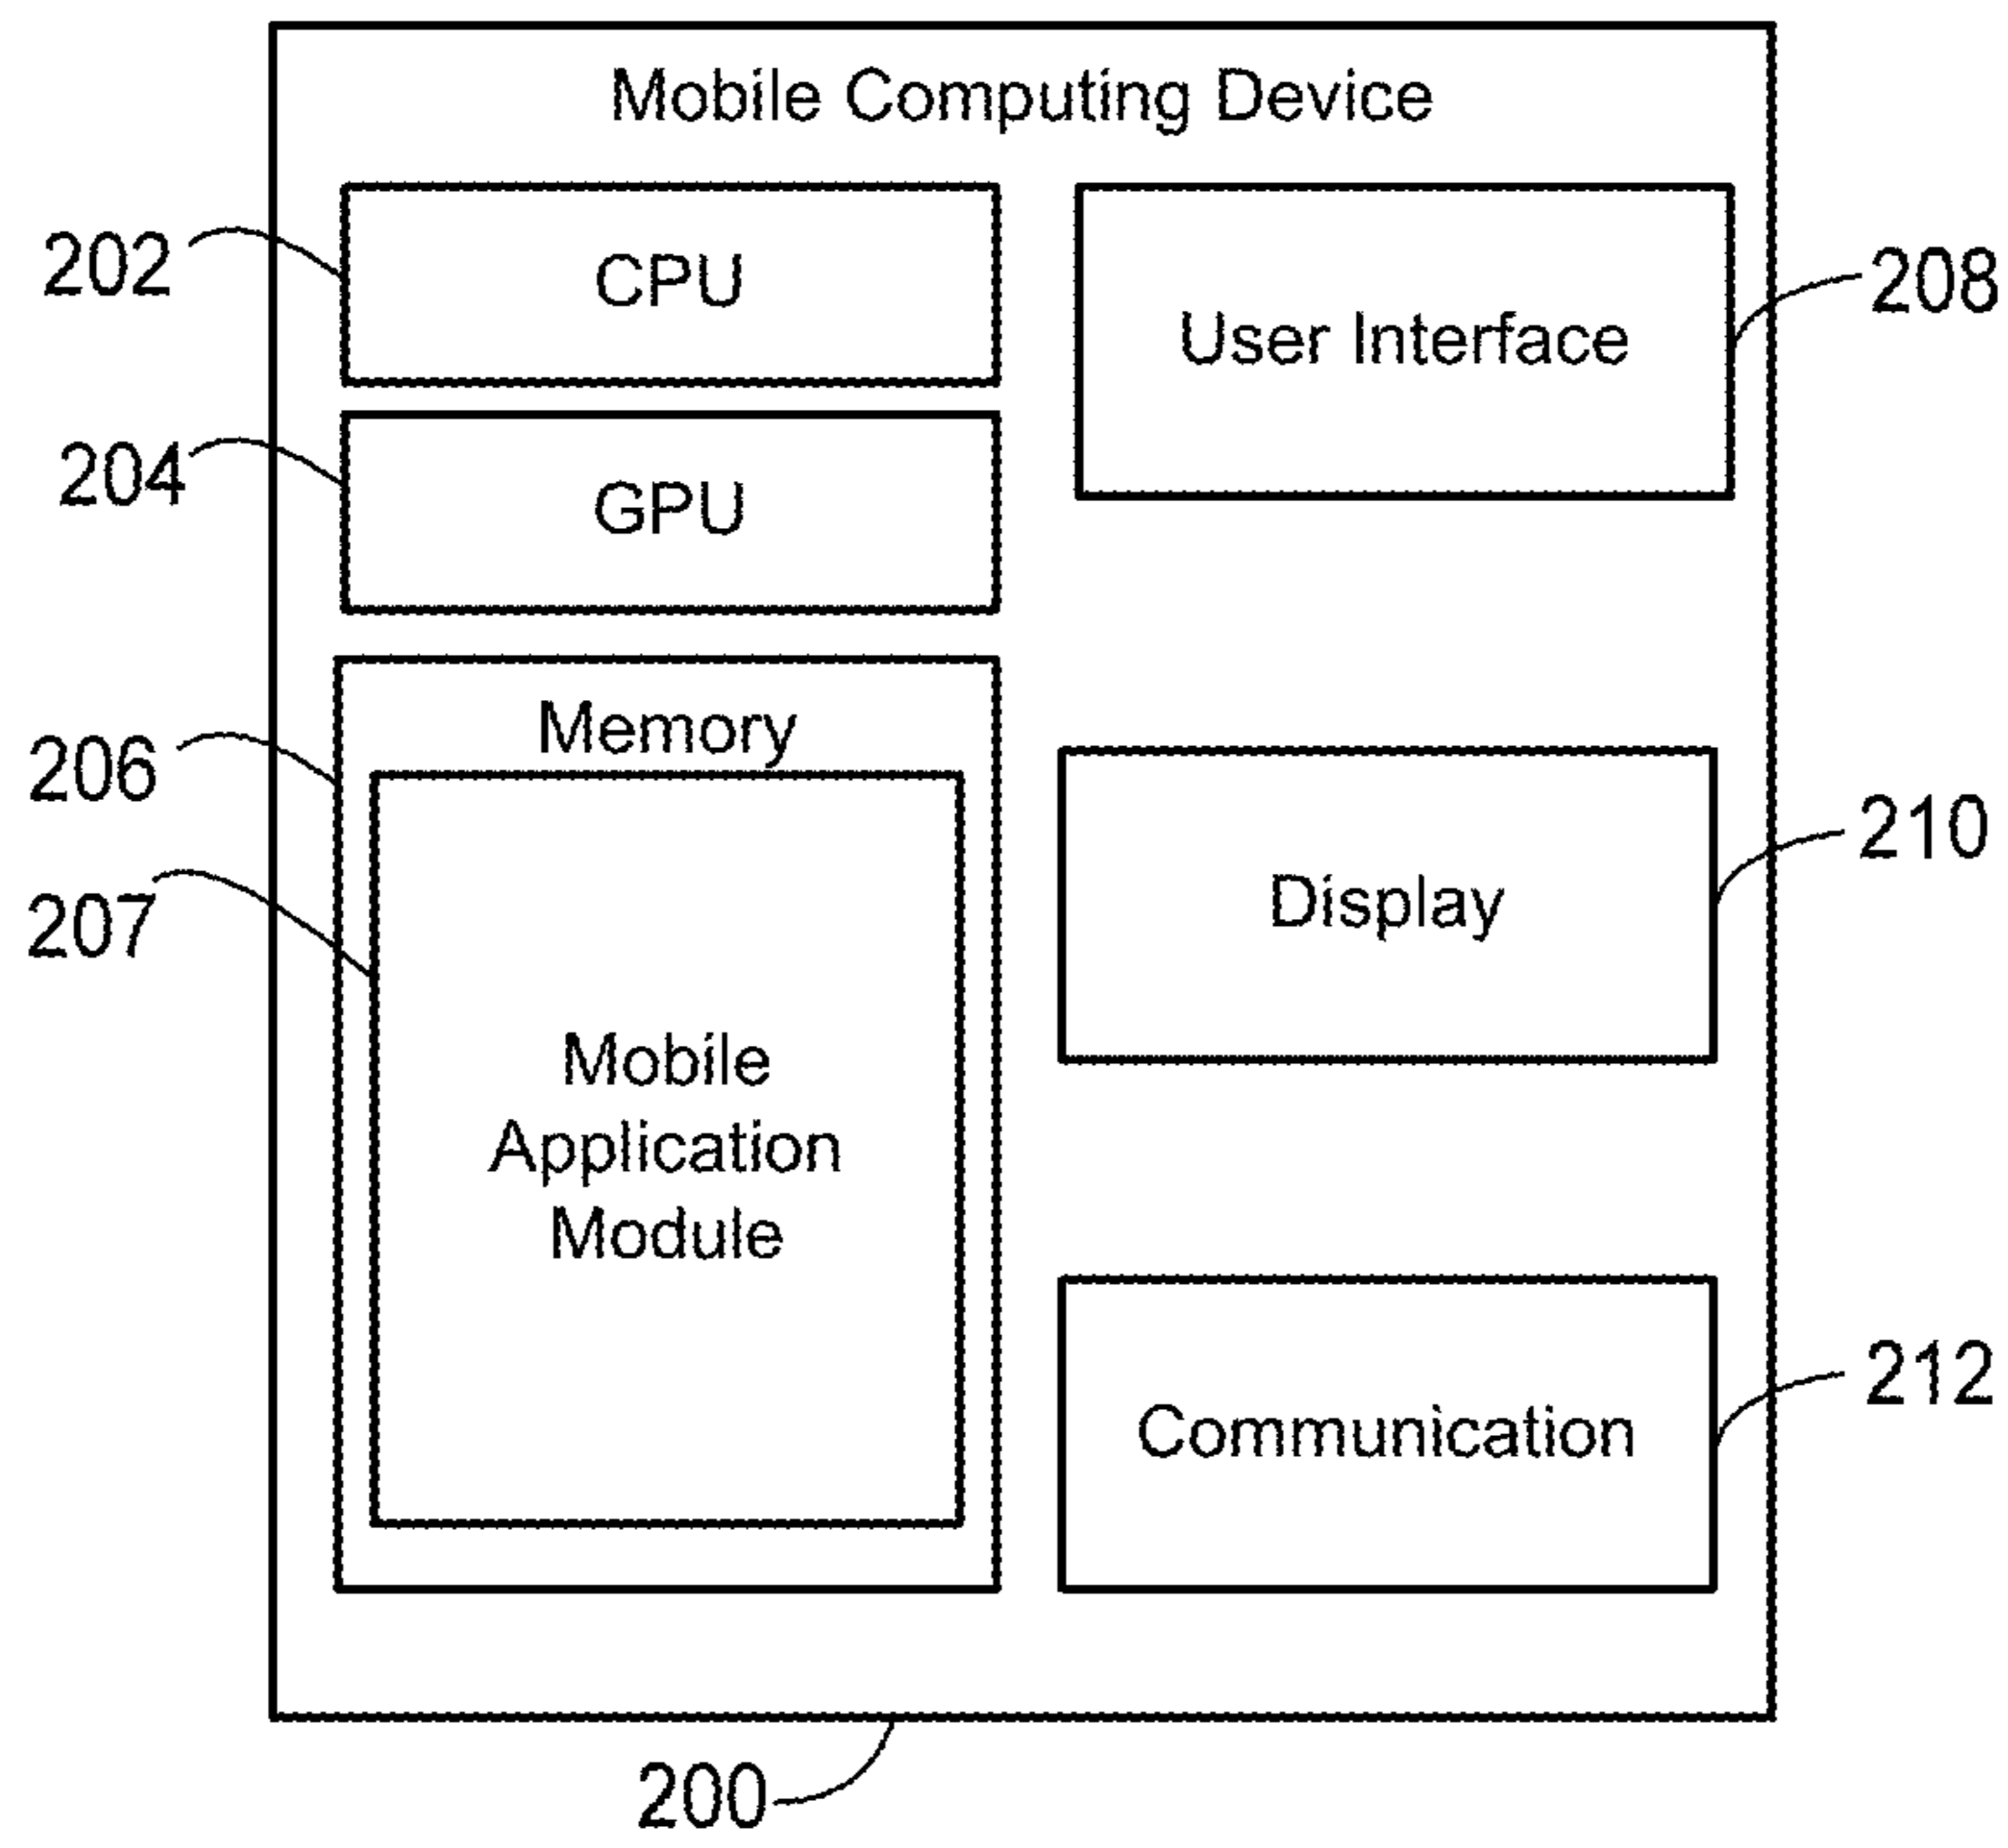 Mobile Computing Device
202
CPU
User Interface
208
204
GPU
206
Memory
207
Mobile
Application
Module
Display
210
Communication
212
200